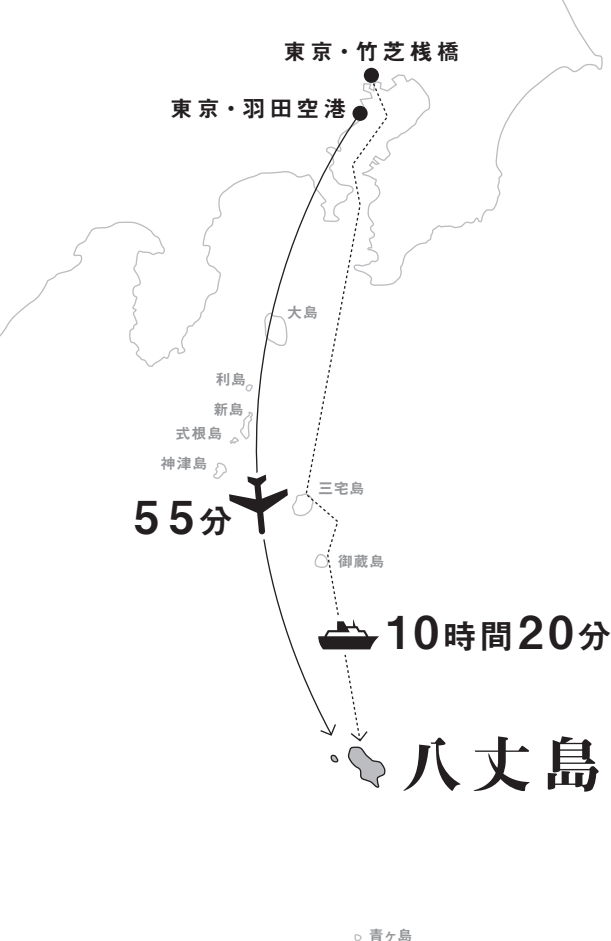 東京・竹芝桟橋
東京・羽田空港
大島
利島
新島
式根島
神津島
三宅島
55分
御蔵島
10時間20分
八丈島
青ヶ島